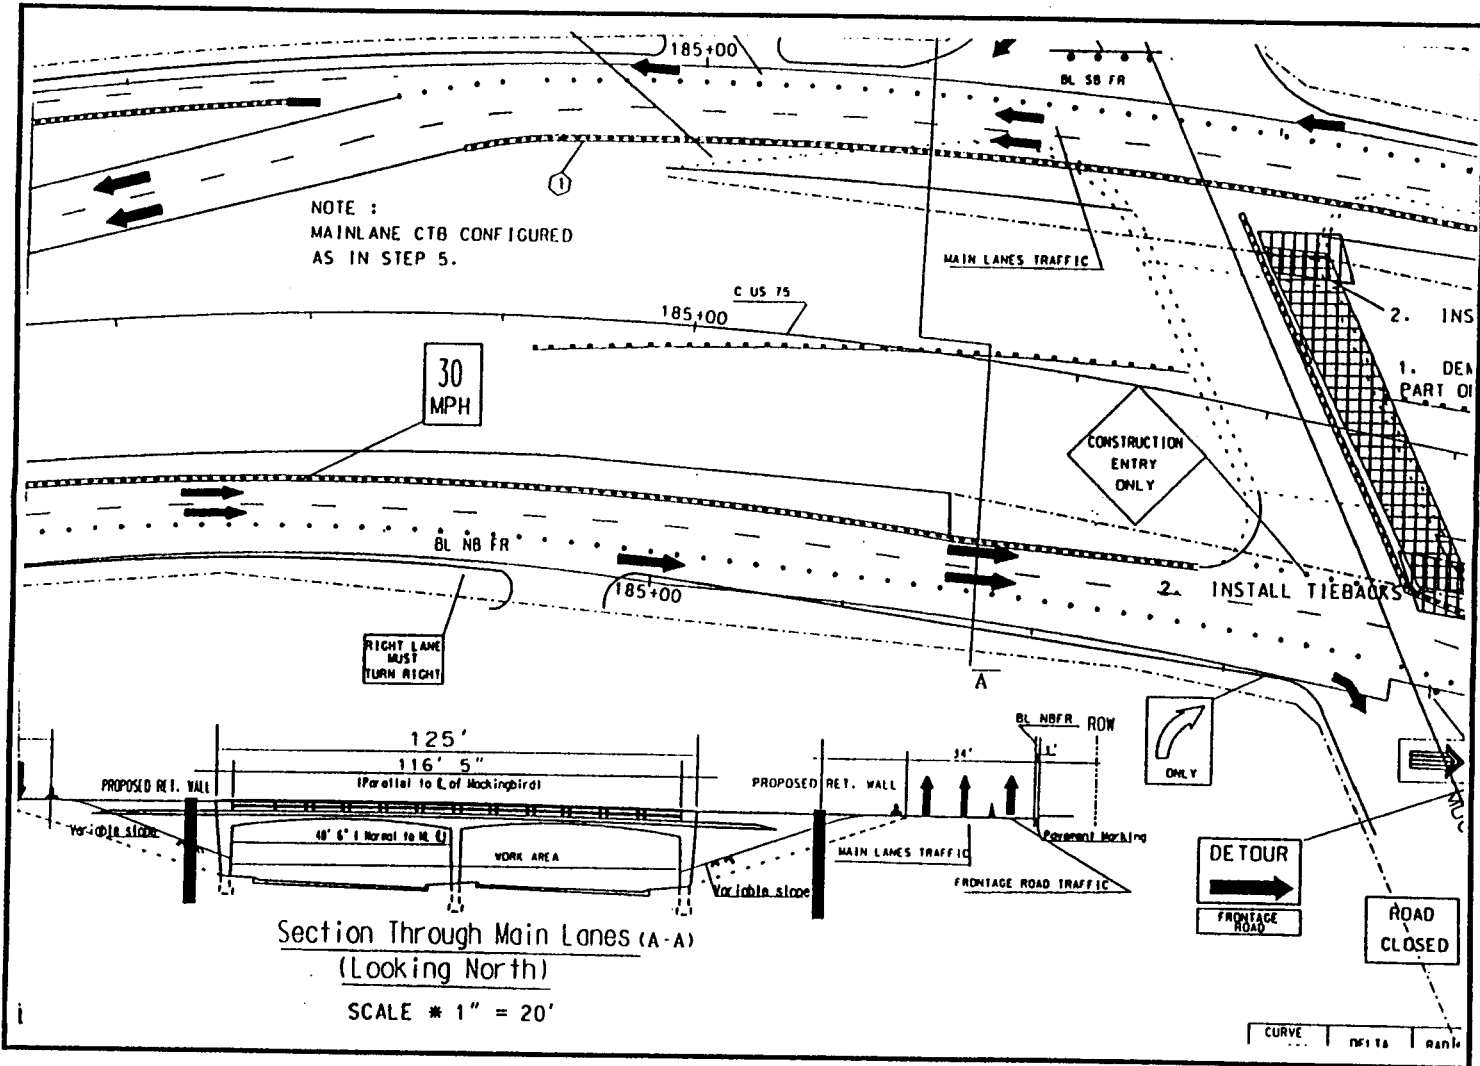 185+00
BL SB FR
1
NOTE :
MAINLANE CTB CONFIGURED
AS IN STEP 5.
MAIN LANES TRAFFIC
C US 75
185+00
2. INS
1. DEM
PART OF
30
MPH
CONSTRUCTION
ENTRY
ONLY
BL NB FR
185+00
2. INSTALL TIEBACKS
RIGHT LANE
MUST
TURN RIGHT
A
ONLY
125'
116' 5"
(Parallel to ℄ of Mockingbird)
PROPOSED RET. WALL
Variable slope
WORK AREA
Variable slope
PROPOSED RET. WALL
BL NBFR ROW
34'
Pavement Marking
MAIN LANES TRAFFIC
FRONTAGE ROAD TRAFFIC
DETOUR
FRONTAGE
ROAD
ROAD
CLOSED
Section Through Main Lanes (A-A)
(Looking North)
SCALE * 1" = 20'
CURVE
DELTA